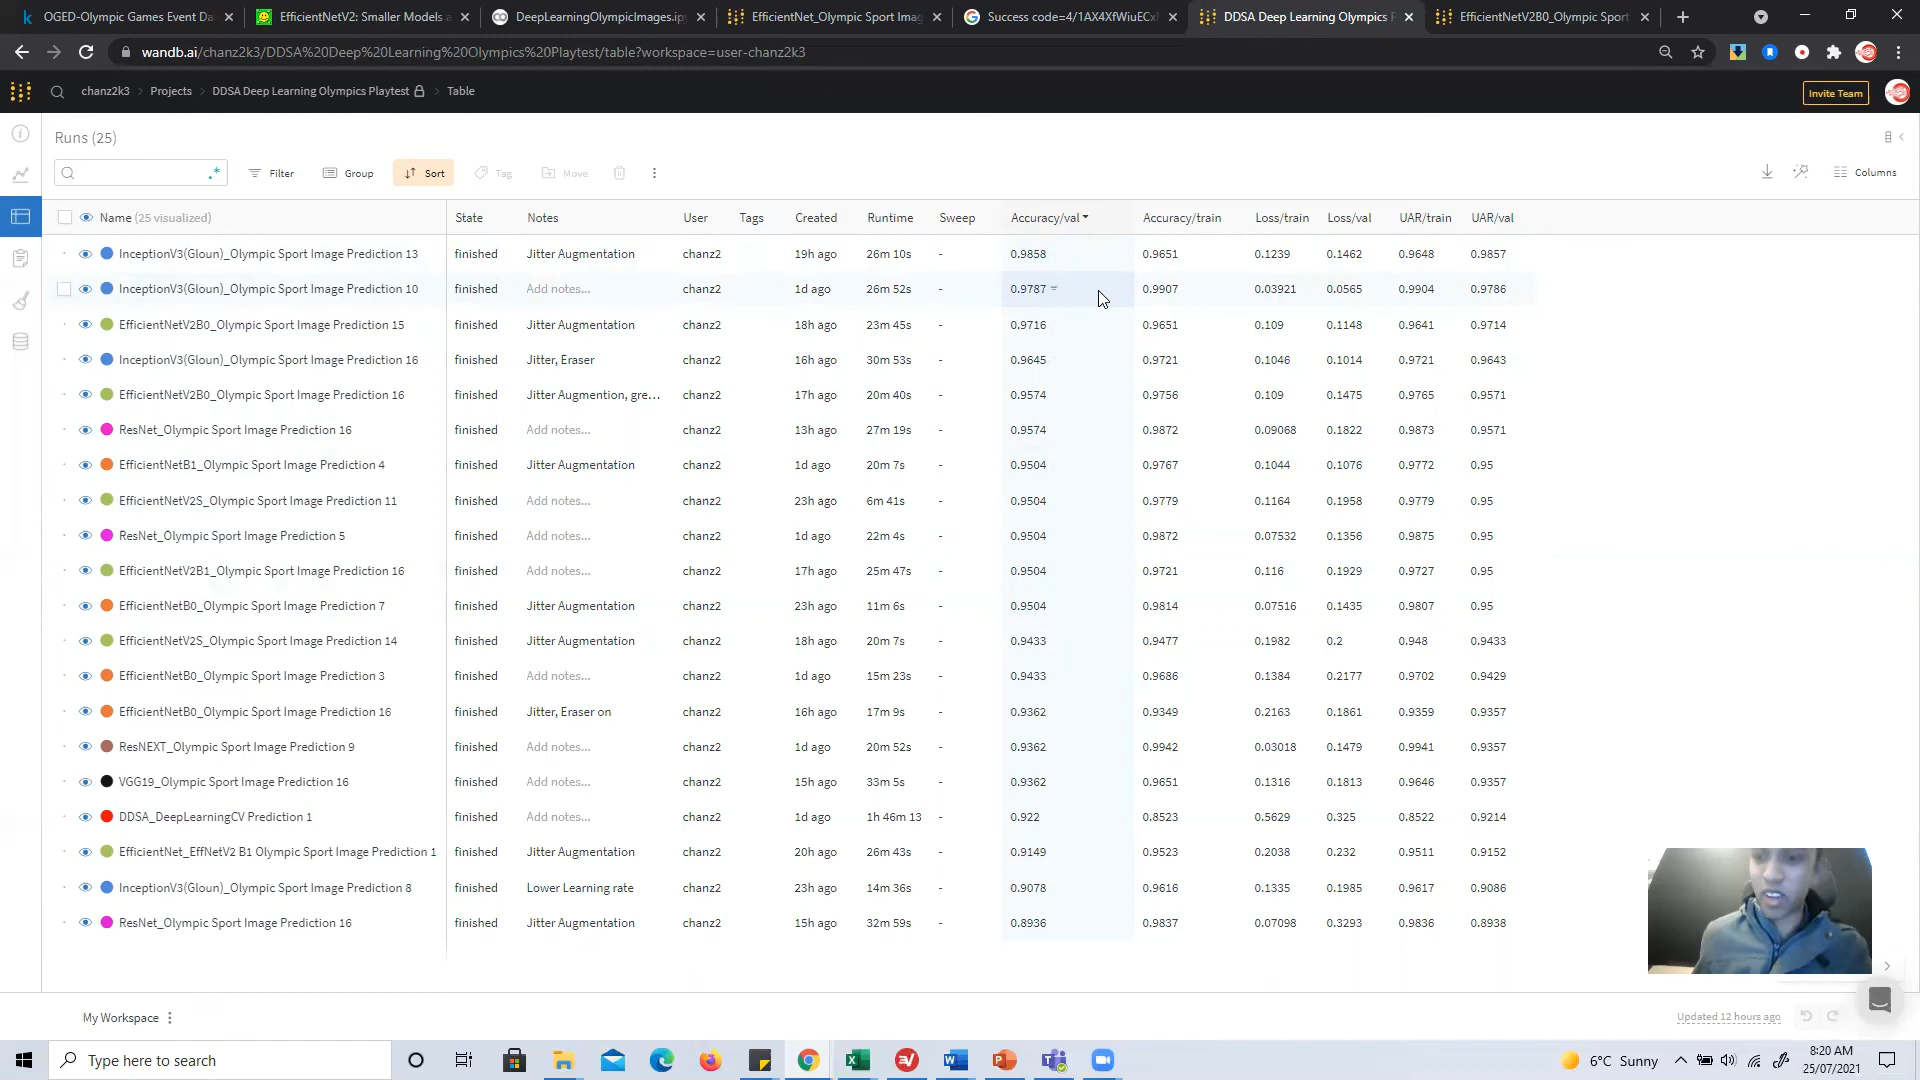 OGED-Olympic Games Event Da
EfficientNetV2: Smaller Models a
DeepLearningOlympicImages.ip
EfficientNet_Olympic Sport Imag
Success code=4/1AX4XfWiuECxI
DDSA Deep Learning Olympics P
EfficientNetV2B0_Olympic Sport
wandb.ai/chanz2k3/DDSA%20Deep%20Learning%20Olympics%20Playtest/table?workspace=user-chanz2k3
chanz2k3 > Projects > DDSA Deep Learning Olympics Playtest > Table
Invite Team
Runs (25)
.*
Filter
Group
Sort
Tag
Move
Columns
Name (25 visualized) State Notes User Tags Created Runtime Sweep Accuracy/val Accuracy/train Loss/train Loss/val UAR/train UAR/val
InceptionV3(Gloun)_Olympic Sport Image Prediction 13 finished Jitter Augmentation chanz2 19h ago 26m 10s - 0.9858 0.9651 0.1239 0.1462 0.9648 0.9857
InceptionV3(Gloun)_Olympic Sport Image Prediction 10 finished Add notes... chanz2 1d ago 26m 52s - 0.9787 0.9907 0.03921 0.0565 0.9904 0.9786
EfficientNetV2B0_Olympic Sport Image Prediction 15 finished Jitter Augmentation chanz2 18h ago 23m 45s - 0.9716 0.9651 0.109 0.1148 0.9641 0.9714
InceptionV3(Gloun)_Olympic Sport Image Prediction 16 finished Jitter, Eraser chanz2 16h ago 30m 53s - 0.9645 0.9721 0.1046 0.1014 0.9721 0.9643
EfficientNetV2B0_Olympic Sport Image Prediction 16 finished Jitter Augmention, gre... chanz2 17h ago 20m 40s - 0.9574 0.9756 0.109 0.1475 0.9765 0.9571
ResNet_Olympic Sport Image Prediction 16 finished Add notes... chanz2 13h ago 27m 19s - 0.9574 0.9872 0.09068 0.1822 0.9873 0.9571
EfficientNetB1_Olympic Sport Image Prediction 4 finished Jitter Augmentation chanz2 1d ago 20m 7s - 0.9504 0.9767 0.1044 0.1076 0.9772 0.95
EfficientNetV2S_Olympic Sport Image Prediction 11 finished Add notes... chanz2 23h ago 6m 41s - 0.9504 0.9779 0.1164 0.1958 0.9779 0.95
ResNet_Olympic Sport Image Prediction 5 finished Add notes... chanz2 1d ago 22m 4s - 0.9504 0.9872 0.07532 0.1356 0.9875 0.95
EfficientNetV2B1_Olympic Sport Image Prediction 16 finished Add notes... chanz2 17h ago 25m 47s - 0.9504 0.9721 0.116 0.1929 0.9727 0.95
EfficientNetB0_Olympic Sport Image Prediction 7 finished Jitter Augmentation chanz2 23h ago 11m 6s - 0.9504 0.9814 0.07516 0.1435 0.9807 0.95
EfficientNetV2S_Olympic Sport Image Prediction 14 finished Jitter Augmentation chanz2 18h ago 20m 7s - 0.9433 0.9477 0.1982 0.2 0.948 0.9433
EfficientNetB0_Olympic Sport Image Prediction 3 finished Add notes... chanz2 1d ago 15m 23s - 0.9433 0.9686 0.1384 0.2177 0.9702 0.9429
EfficientNetB0_Olympic Sport Image Prediction 16 finished Jitter, Eraser on chanz2 16h ago 17m 9s - 0.9362 0.9349 0.2163 0.1861 0.9359 0.9357
ResNEXT_Olympic Sport Image Prediction 9 finished Add notes... chanz2 1d ago 20m 52s - 0.9362 0.9942 0.03018 0.1479 0.9941 0.9357
VGG19_Olympic Sport Image Prediction 16 finished Add notes... chanz2 15h ago 33m 5s - 0.9362 0.9651 0.1316 0.1813 0.9646 0.9357
DDSA_DeepLearningCV Prediction 1 finished Add notes... chanz2 1d ago 1h 46m 13 - 0.922 0.8523 0.5629 0.325 0.8522 0.9214
EfficientNet_EffNetV2 B1 Olympic Sport Image Prediction 1 finished Jitter Augmentation chanz2 20h ago 26m 43s - 0.9149 0.9523 0.2038 0.232 0.9511 0.9152
InceptionV3(Gloun)_Olympic Sport Image Prediction 8 finished Lower Learning rate chanz2 23h ago 14m 36s - 0.9078 0.9616 0.1335 0.1985 0.9617 0.9086
ResNet_Olympic Sport Image Prediction 16 finished Jitter Augmentation chanz2 15h ago 32m 59s - 0.8936 0.9837 0.07098 0.3293 0.9836 0.8938
My Workspace
Updated 12 hours ago
Type here to search
6°C Sunny
8:20 AM
25/07/2021